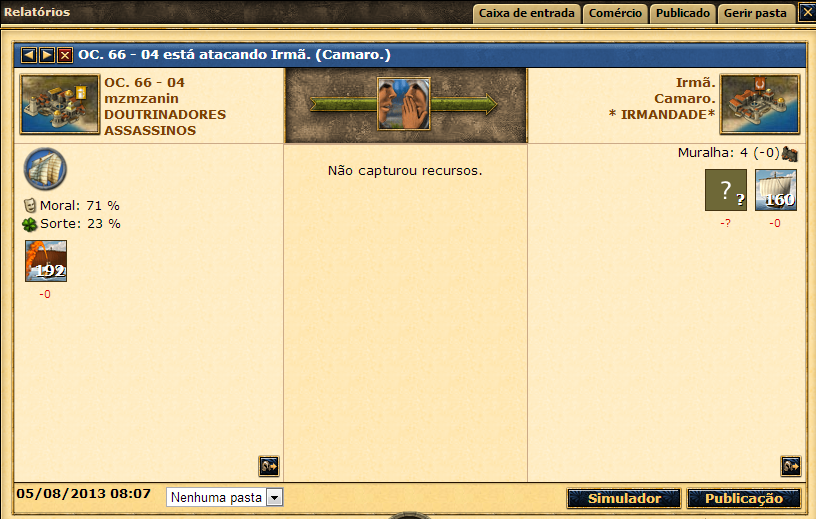 Relatórios
Caixa de entrada
Comércio
Publicado
Gerir pasta
OC. 66 - 04 está atacando Irmã. (Camaro.)
OC. 66 - 04
mzmzanin
DOUTRINADORES
ASSASSINOS
Irmã.
Camaro.
* IRMANDADE*
Não capturou recursos.
Muralha: 4 (-0)
Moral: 71 %
Sorte: 23 %
192
-0
? ?
160
-?
-0
05/08/2013 08:07
Nenhuma pasta
Simulador
Publicação